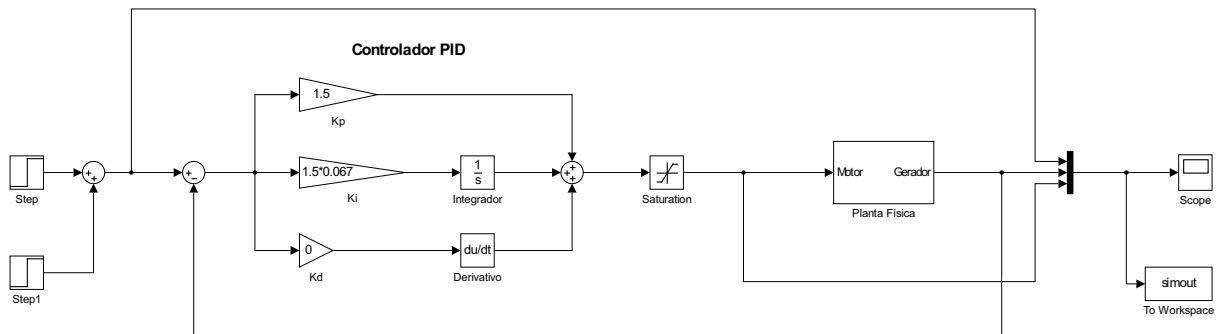 Controlador PID
1.5
Kp
Step
1.5*0.067
Ki
1
s
Integrador
Saturation
Motor
Gerador
Planta Física
Scope
Step1
0
Kd
du/dt
Derivativo
simout
To Workspace